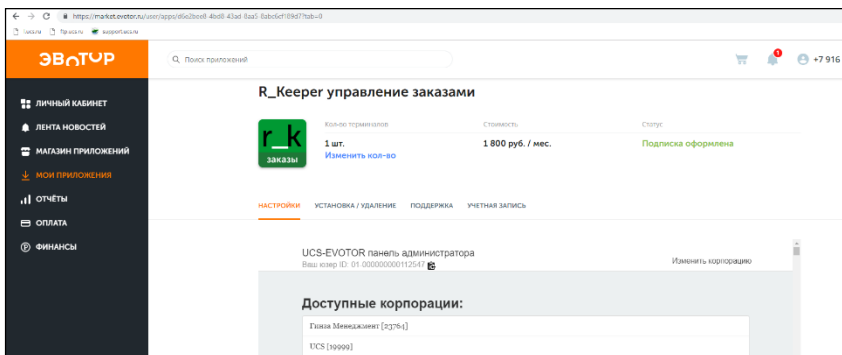 https://market.evotor.ru/user/apps/d6e2bee0-4bd8-43ad-8aa5-8abc6cf109d7?tab=0
ЭВОТОР
Поиск приложений
1
+7 916
ЛИЧНЫЙ КАБИНЕТ
ЛЕНТА НОВОСТЕЙ
МАГАЗИН ПРИЛОЖЕНИЙ
МОИ ПРИЛОЖЕНИЯ
ОТЧЁТЫ
ОПЛАТА
ФИНАНСЫ
R_Keeper управление заказами
r_k
заказы
Кол-во терминалов Стоимость Статус
1 шт. 1 800 руб. / мес. Подписка оформлена
Изменить кол-во
НАСТРОЙКИ УСТАНОВКА / УДАЛЕНИЕ ПОДДЕРЖКА УЧЕТНАЯ ЗАПИСЬ
UCS-EVOTOR панель администратора
Ваш юзер ID: 01-000000000112547
Изменить корпорацию
Доступные корпорации:
Гинза Менеджмент [23764]
UCS [19999]